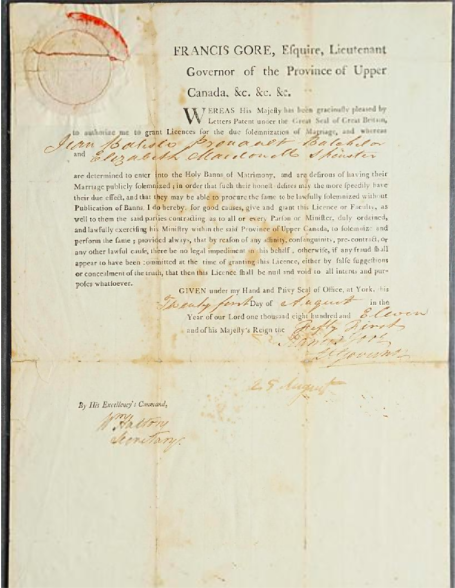 FRANCIS GORE, Eſquire, Lieutenant
Governor of the Province of Upper
Canada, &c. &c. &c.
WHEREAS His Majeſty has been graciouſly pleaſed by
Letters Patent under the Great Seal of Great Britain,
to authorize me to grant Licences for the due ſolemnization of Marriage, and whereas
Jean Batiste Batchelor
and Elizabeth Macdonell Spinster
are determined to enter into the Holy Banns of Matrimony, and are deſirous of having their
Marriage publicly ſolemnized; in order that ſuch their honeſt deſires may the more ſpeedily have
their due effect, and that they may be able to procure the ſame to be lawfully ſolemnized without
Publication of Banns. I do hereby, for good cauſes, give and grant this Licence or Faculty, as
well to them the ſaid parties contracting, as to all or every Parſon or Miniſter, duly ordained,
and lawfully exerciſing his Miniſtry within the ſaid Province of Upper Canada, to ſolemnize and
perform the ſame; provided always, that by reaſon of any affinity, conſanguinity, pre-contract, or
any other lawful cauſe, there be no legal impediment in this behalf; otherwiſe, if any fraud ſhall
appear to have been committed at the time of granting this Licence, either by falſe ſuggeſtions
or concealment of the truth, that then this Licence ſhall be null and void to all intents and pur-
poſes whatſoever.
GIVEN under my Hand and Privy Seal of Office, at York, this
Twenty first Day of August in the
Year of our Lord one thousand eight hundred and Eleven
and of his Majeſty's Reign the Fifty First
Francis Gore
August
By His Excellency's Command,
Wm Halton
Secretary.